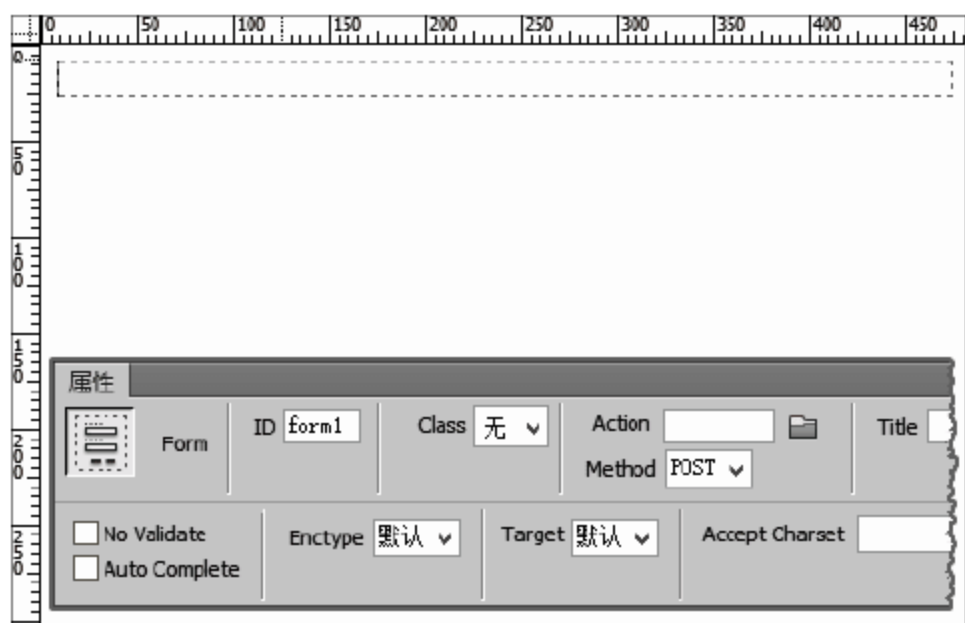 0 50 100 150 200 250 300 350 400 450
0
50
100
150
200
250
属性
Form
ID form1
Class 无
Action
Title
Method POST
No Validate
Enctype 默认
Target 默认
Accept Charset
Auto Complete